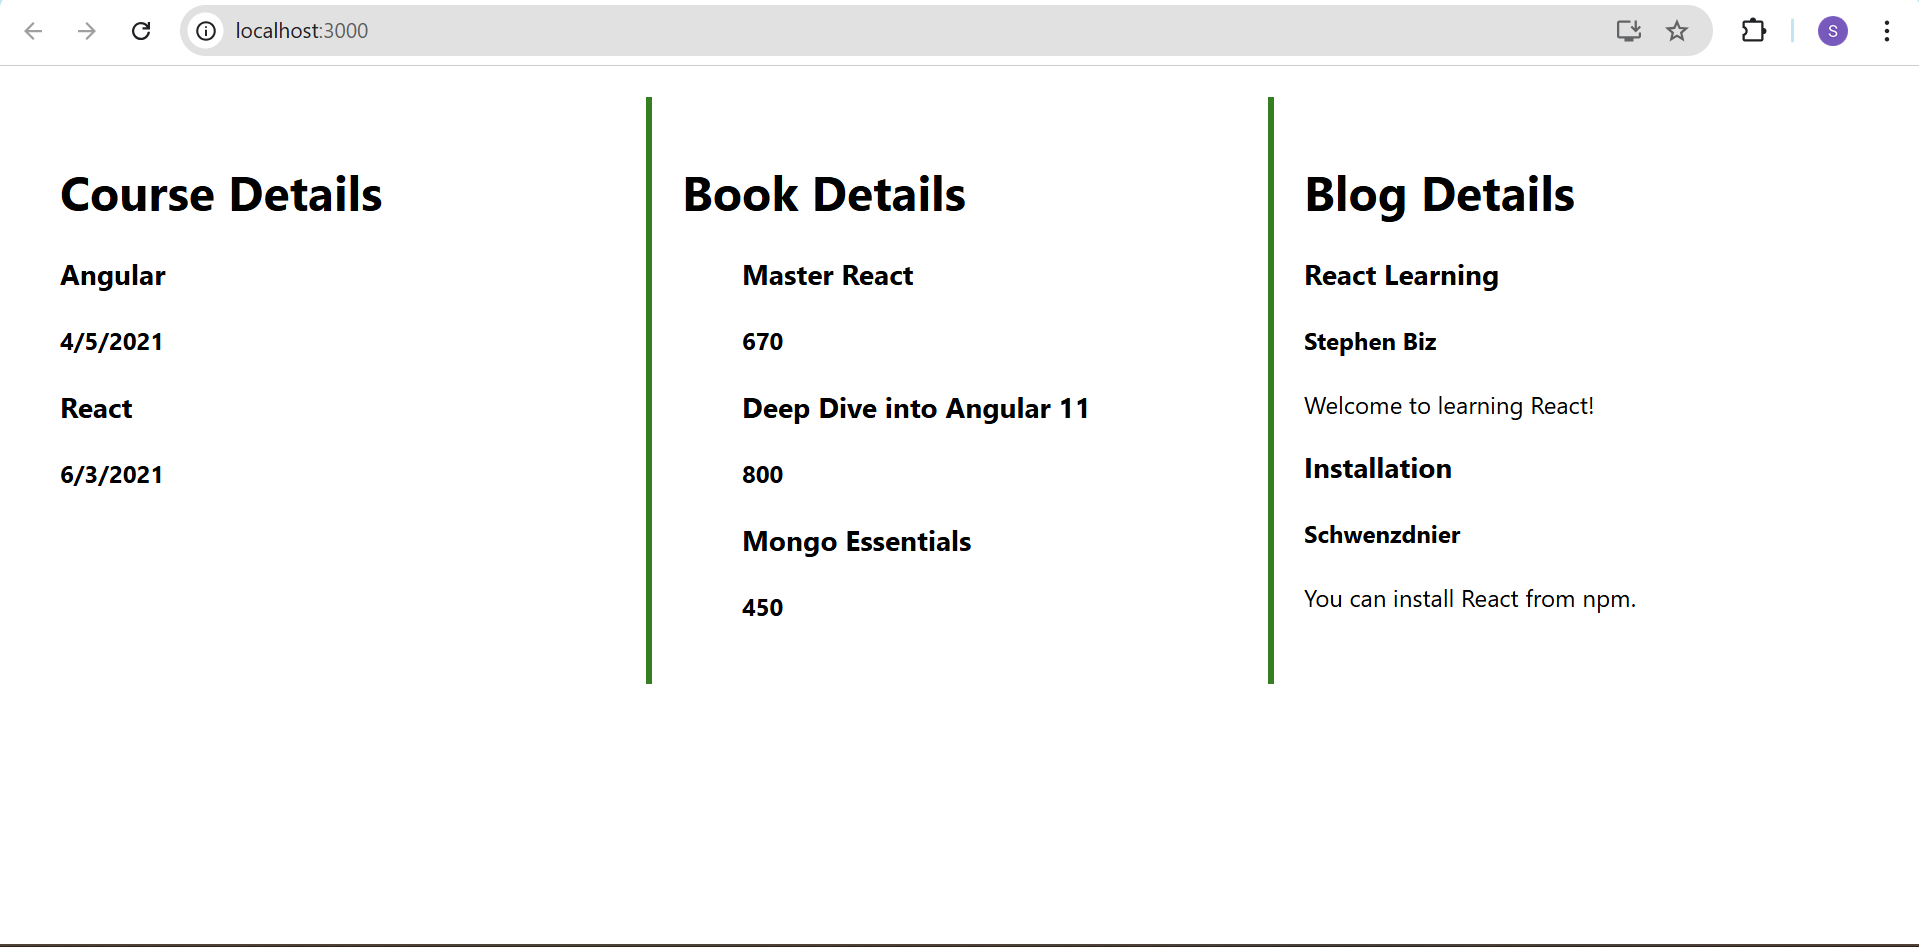 localhost:3000
S
Course Details
Angular
4/5/2021
React
6/3/2021
Book Details
Master React
670
Deep Dive into Angular 11
800
Mongo Essentials
450
Blog Details
React Learning
Stephen Biz
Welcome to learning React!
Installation
Schwenzdnier
You can install React from npm.